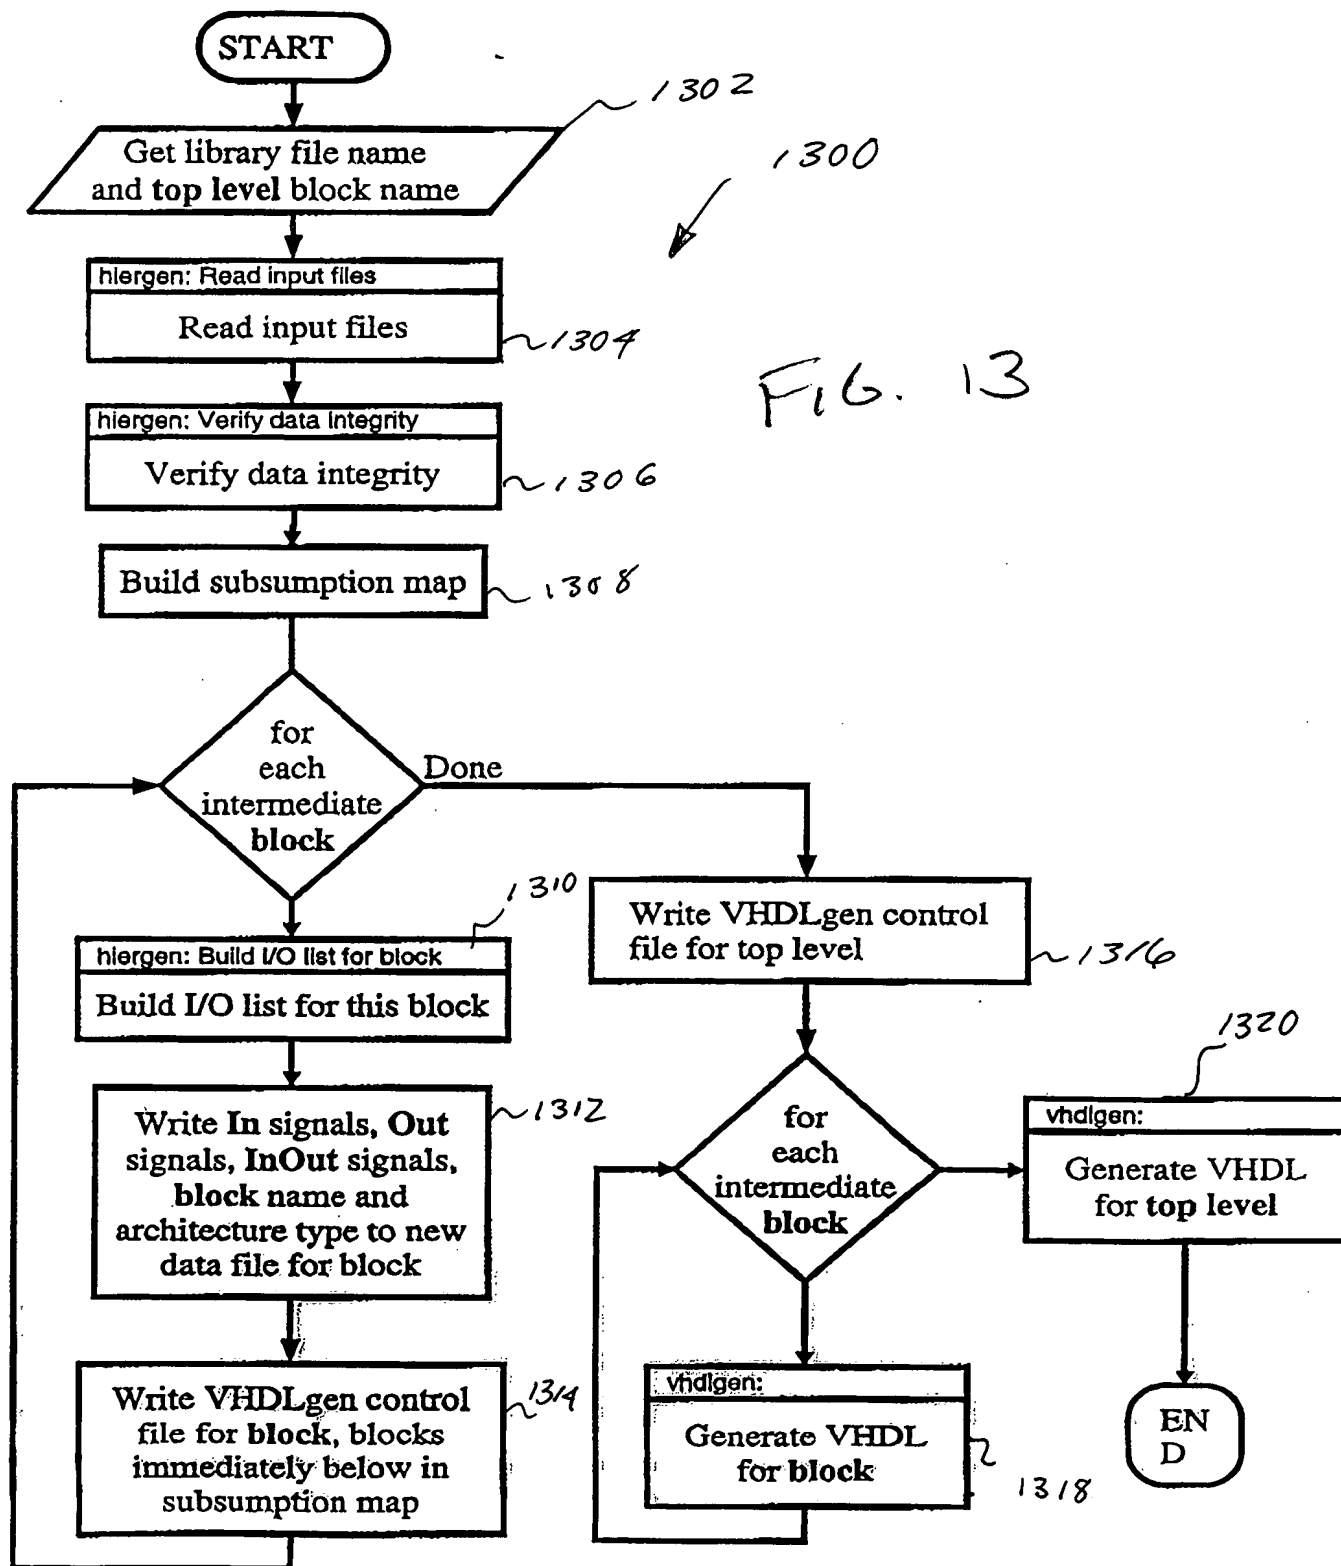 START
1302
Get library file name
and top level block name
1300
hiergen: Read input files
Read input files
1304
FIG. 13
hiergen: Verify data integrity
Verify data integrity
1306
Build subsumption map
1308
for
each
intermediate
block
Done
1310
hiergen: Build I/O list for block
Build I/O list for this block
Write VHDLgen control
file for top level
1316
1312
Write In signals, Out
signals, InOut signals,
block name and
architecture type to new
data file for block
for
each
intermediate
block
1320
vhdlgen:
Generate VHDL
for top level
1314
Write VHDLgen control
file for block, blocks
immediately below in
subsumption map
vhdlgen:
Generate VHDL
for block
1318
EN
D